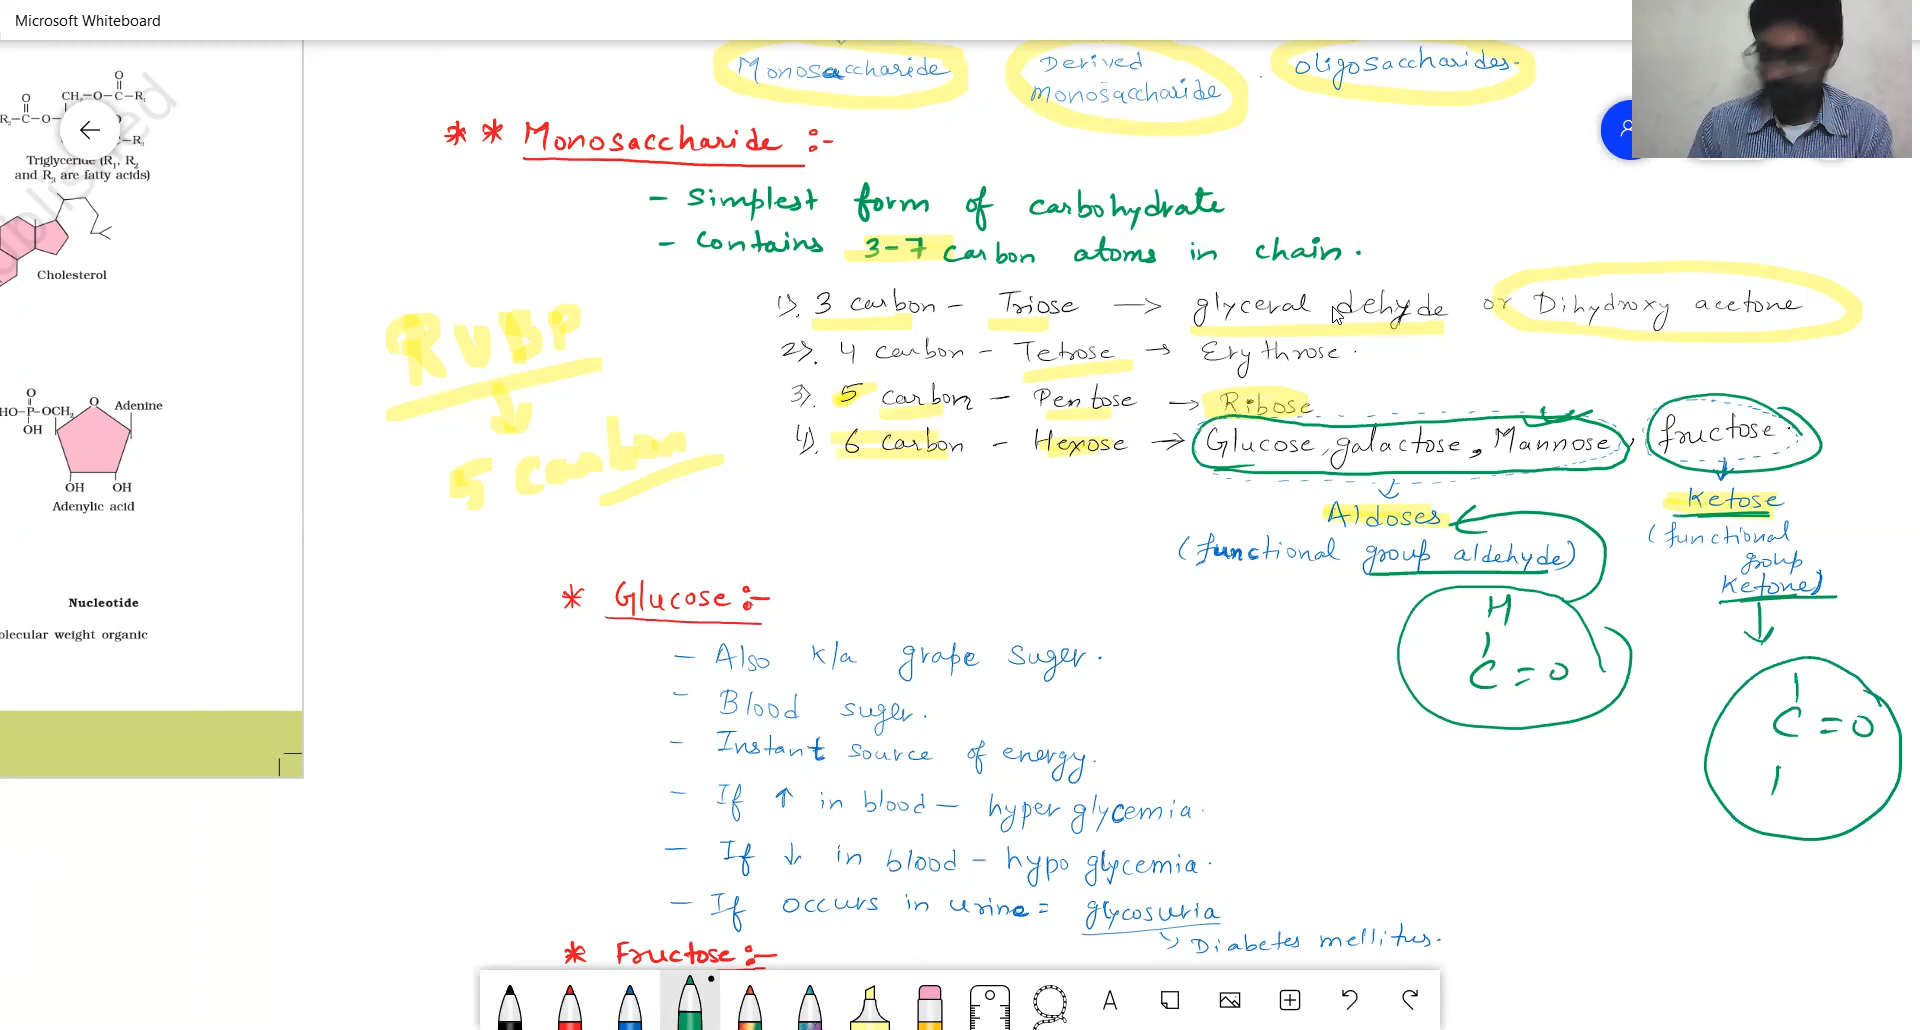 Microsoft Whiteboard
O
O CH₂—O—C—R₁
R₂—C—O—
C—R₃
Triglyceride (R₁, R₂
and R₃ are fatty acids)
Cholesterol
O
HO—P—OCH₂ O Adenine
OH
OH OH
Adenylic acid
Nucleotide
olecular weight organic
Monosaccharide
Derived
monosaccharide
oligosaccharides.
** Monosaccharide :-
- Simplest form of carbohydrate
- Contains 3-7 carbon atoms in chain.
1). 3 carbon - Triose → glyceral dehyde or Dihydroxy acetone
2). 4 carbon - Tetrose → Erythrose.
3). 5 carbon - Pentose → Ribose
4). 6 carbon - Hexose → Glucose, galactose, Mannose, fructose.
RUBP
↓
5 carbon
Aldoses
(functional group aldehyde)
Ketose
(functional
group
Ketone)
H
C=O
C=O
* Glucose :-
- Also k/a grape suger.
- Blood suger.
- Instant source of energy.
- If ↑ in blood - hyper glycemia.
- If ↓ in blood - hypo glycemia.
- If occurs in urine = glycosuria
↘ Diabetes mellitus.
* Fructose :-
A